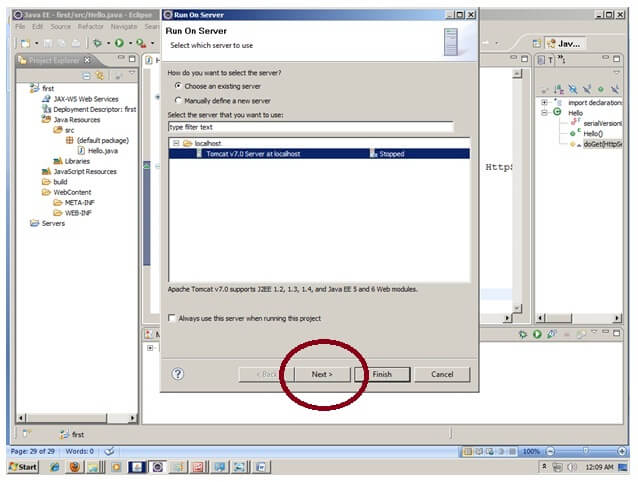 Java EE - first/src/Hello.java - Eclipse
File Edit Source Refactor Navigate
Java...
Project Explorer
first
JAX-WS Web Services
Deployment Descriptor: first
Java Resources
src
(default package)
Hello.java
Libraries
JavaScript Resources
build
WebContent
META-INF
WEB-INF
Servers
Run On Server
Run On Server
Select which server to use
How do you want to select the server?
Choose an existing server
Manually define a new server
Select the server that you want to use:
type filter text
localhost
Tomcat v7.0 Server at localhost Stopped
Apache Tomcat v7.0 supports J2EE 1.2, 1.3, 1.4, and Java EE 5 and 6 Web modules.
Always use this server when running this project
< Back Next > Finish Cancel
HttpS
import declarations
Hello
serialVersionU
Hello()
doGet(HttpSe
first
Page: 29 of 29 Words: 0 100%
Start 12:09 AM